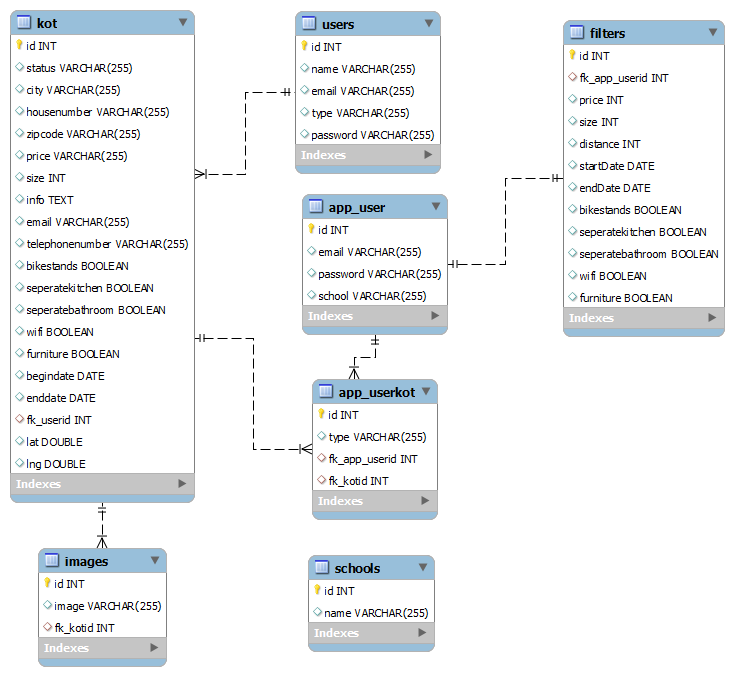 kot
id INT
status VARCHAR(255)
city VARCHAR(255)
housenumber VARCHAR(255)
zipcode VARCHAR(255)
price VARCHAR(255)
size INT
info TEXT
email VARCHAR(255)
telephonenumber VARCHAR(255)
bikestands BOOLEAN
seperatekitchen BOOLEAN
seperatebathroom BOOLEAN
wifi BOOLEAN
furniture BOOLEAN
begindate DATE
enddate DATE
fk_userid INT
lat DOUBLE
lng DOUBLE
Indexes
users
id INT
name VARCHAR(255)
email VARCHAR(255)
type VARCHAR(255)
password VARCHAR(255)
Indexes
filters
id INT
fk_app_userid INT
price INT
size INT
distance INT
startDate DATE
endDate DATE
bikestands BOOLEAN
seperatekitchen BOOLEAN
seperatebathroom BOOLEAN
wifi BOOLEAN
furniture BOOLEAN
Indexes
app_user
id INT
email VARCHAR(255)
password VARCHAR(255)
school VARCHAR(255)
Indexes
app_userkot
id INT
type VARCHAR(255)
fk_app_userid INT
fk_kotid INT
Indexes
images
id INT
image VARCHAR(255)
fk_kotid INT
Indexes
schools
id INT
name VARCHAR(255)
Indexes